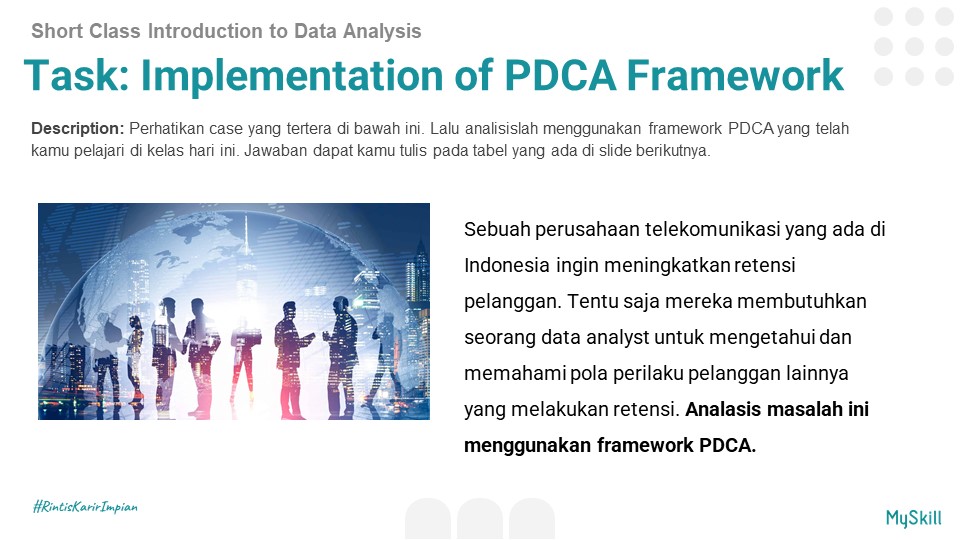 Short Class Introduction to Data Analysis
Task: Implementation of PDCA Framework
Description: Perhatikan case yang tertera di bawah ini. Lalu analisislah menggunakan framework PDCA yang telah
kamu pelajari di kelas hari ini. Jawaban dapat kamu tulis pada tabel yang ada di slide berikutnya.
Sebuah perusahaan telekomunikasi yang ada di
Indonesia ingin meningkatkan retensi
pelanggan. Tentu saja mereka membutuhkan
seorang data analyst untuk mengetahui dan
memahami pola perilaku pelanggan lainnya
yang melakukan retensi. Analasis masalah ini
menggunakan framework PDCA.
#RintisKarirImpian
MySkill